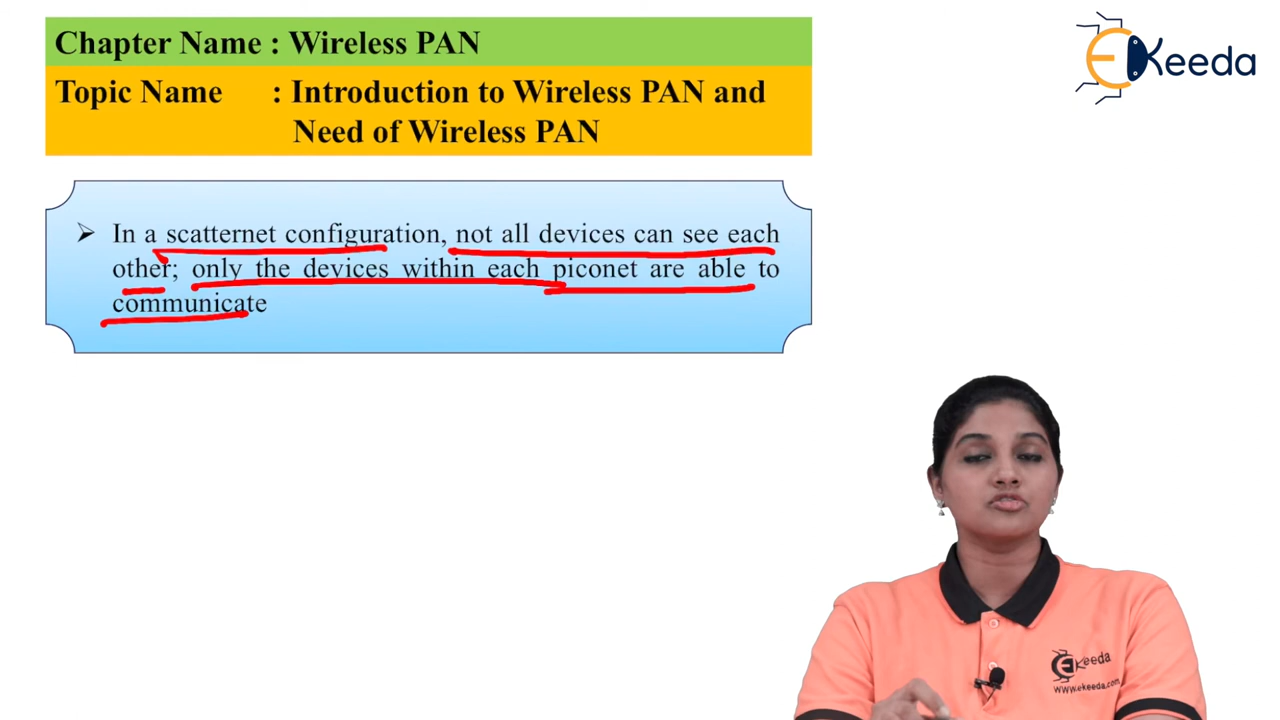 Chapter Name : Wireless PAN
Topic Name : Introduction to Wireless PAN and
Need of Wireless PAN
EKeeda
➢ In a scatternet configuration, not all devices can see each
other; only the devices within each piconet are able to
communicate
EKeeda
www.ekeeda.com